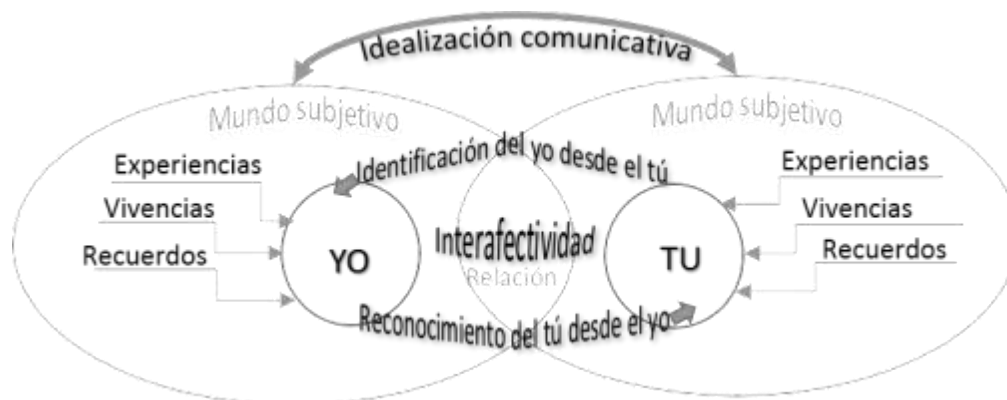 Idealización comunicativa
Mundo subjetivo
Mundo subjetivo
Identificación del yo desde el tú
Experiencias
Vivencias
Recuerdos
YO
Interafectividad
Relación
TU
Experiencias
Vivencias
Recuerdos
Reconocimiento del tú desde el yo